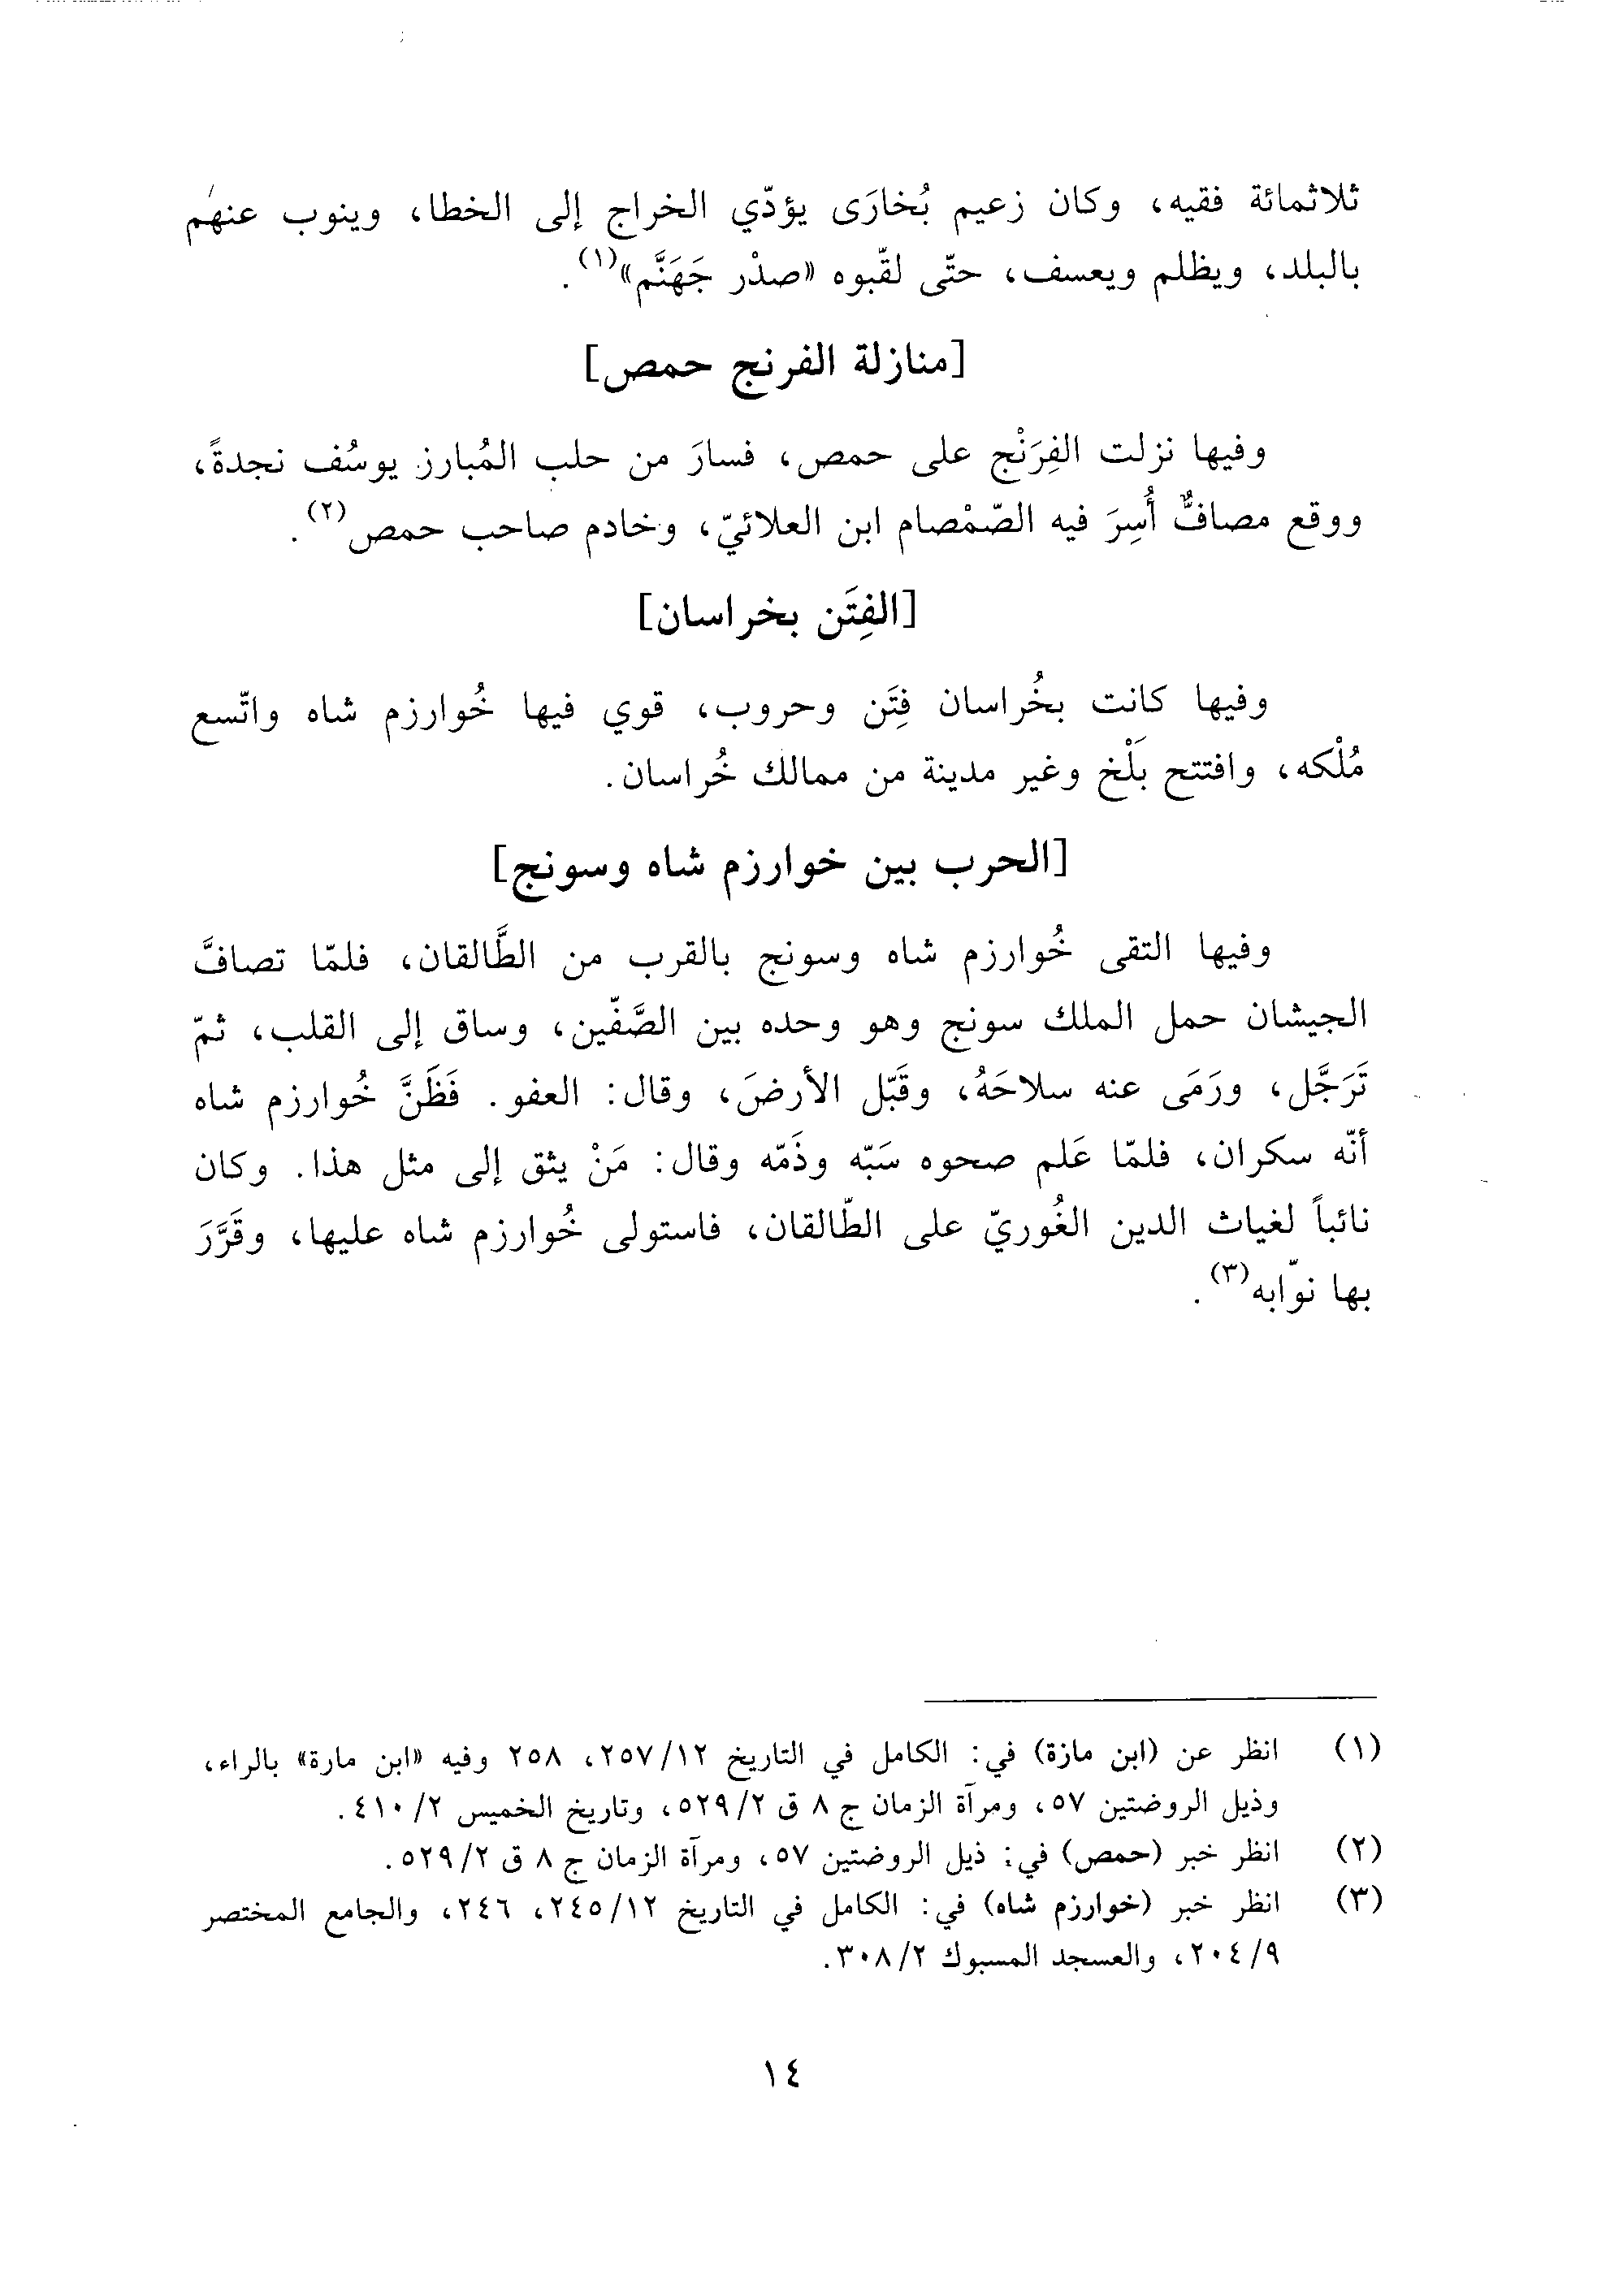 ثلاثمائة فقيه، وكان زعيم بُخارَى يؤدّي الخراج إلى الخطا، وينوب عنهم
بالبلد، ويظلم ويعسف، حتّى لقّبوه «صدْر جَهَنَّم»(١).
[منازلة الفرنج حمص]
وفيها نزلت الفِرَنْج على حمص، فسارَ من حلب المُبارز يوسُف نجدةً،
ووقع مصافٌّ أُسِرَ فيه الصّمْصام ابن العلائيّ، وخادم صاحب حمص(٢).
[الفِتَن بخراسان]
وفيها كانت بخُراسان فِتَن وحروب، قوي فيها خُوارزم شاه واتّسع
مُلْكه، وافتتح بَلْخ وغير مدينة من ممالك خُراسان.
[الحرب بين خوارزم شاه وسونج]
وفيها التقى خُوارزم شاه وسونج بالقرب من الطَّالقان، فلمّا تصافَّ
الجيشان حمل الملك سونج وهو وحده بين الصَّفّين، وساق إلى القلب، ثمّ
تَرَجَّل، ورَمَى عنه سلاحَهُ، وقَبّل الأرضَ، وقال: العفو. فَظَنَّ خُوارزم شاه
أنّه سكران، فلمّا عَلم صحوه سَبّه وذَمّه وقال: مَنْ يثق إلى مثل هذا. وكان
نائباً لغياث الدين الغُوريّ على الطّالقان، فاستولى خُوارزم شاه عليها، وقَرَّرَ
بها نوّابه(٣).
(١) انظر عن (ابن مازة) في: الكامل في التاريخ ٢٥٧/١٢، ٢٥٨ وفيه «ابن مارة» بالراء،
وذيل الروضتين ٥٧، ومرآة الزمان ج ٨ ق ٥٢٩/٢، وتاريخ الخميس ٤١٠/٢.
(٢) انظر خبر (حمص) في: ذيل الروضتين ٥٧، ومرآة الزمان ج ٨ ق ٥٢٩/٢.
(٣) انظر خبر (خوارزم شاه) في: الكامل في التاريخ ٢٤٥/١٢، ٢٤٦، والجامع المختصر
٢٠٤/٩، والعسجد المسبوك ٣٠٨/٢.
١٤